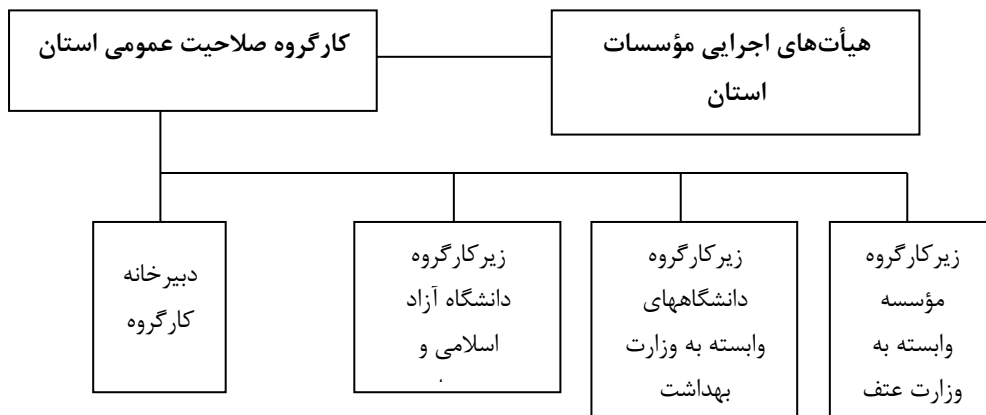 هیأت‌های اجرایی مؤسسات
استان
کارگروه صلاحیت عمومی استان
زیرکارگروه
مؤسسه
وابسته به
وزارت عتف
زیرکارگروه
دانشگاههای
وابسته به وزارت
بهداشت
زیرکارگروه
دانشگاه آزاد
اسلامی و
دبیرخانه
کارگروه